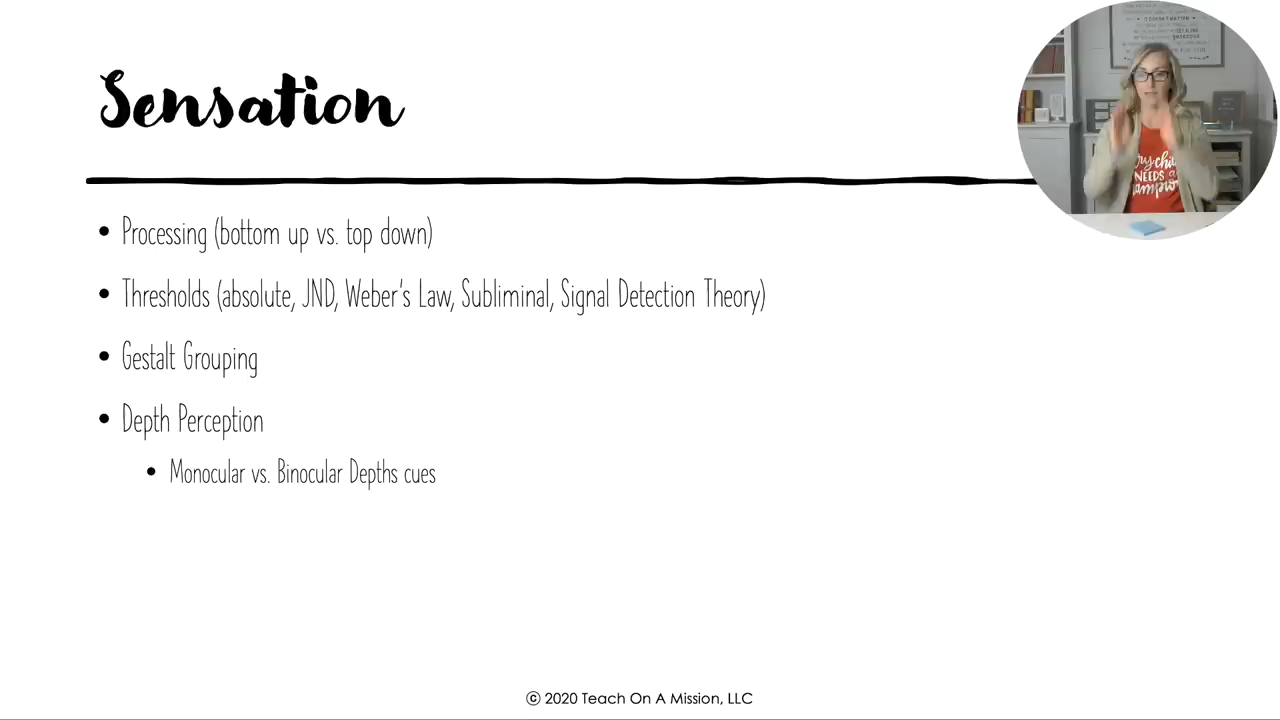 Sensation
• Processing (bottom up vs. top down)
• Thresholds (absolute, JND, Weber's Law, Subliminal, Signal Detection Theory)
• Gestalt Grouping
• Depth Perception
• Monocular vs. Binocular Depths cues
NEEDS
© 2020 Teach On A Mission, LLC